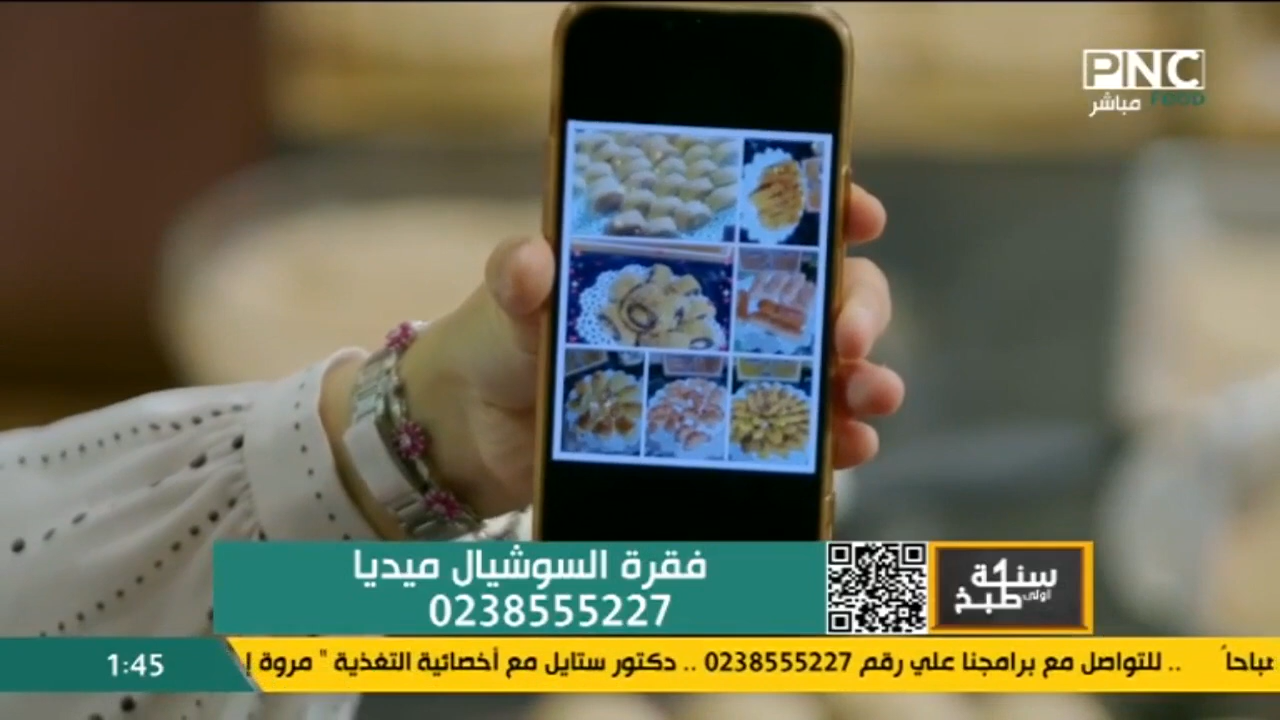 PNC
FOOD
مباشر
فقرة السوشيال ميديا
0238555227
سنة
أولى
طبخ
1:45
.. للتواصل مع برامجنا علي رقم 0238555227 .. دكتور ستايل مع أخصائية التغذية " مروة